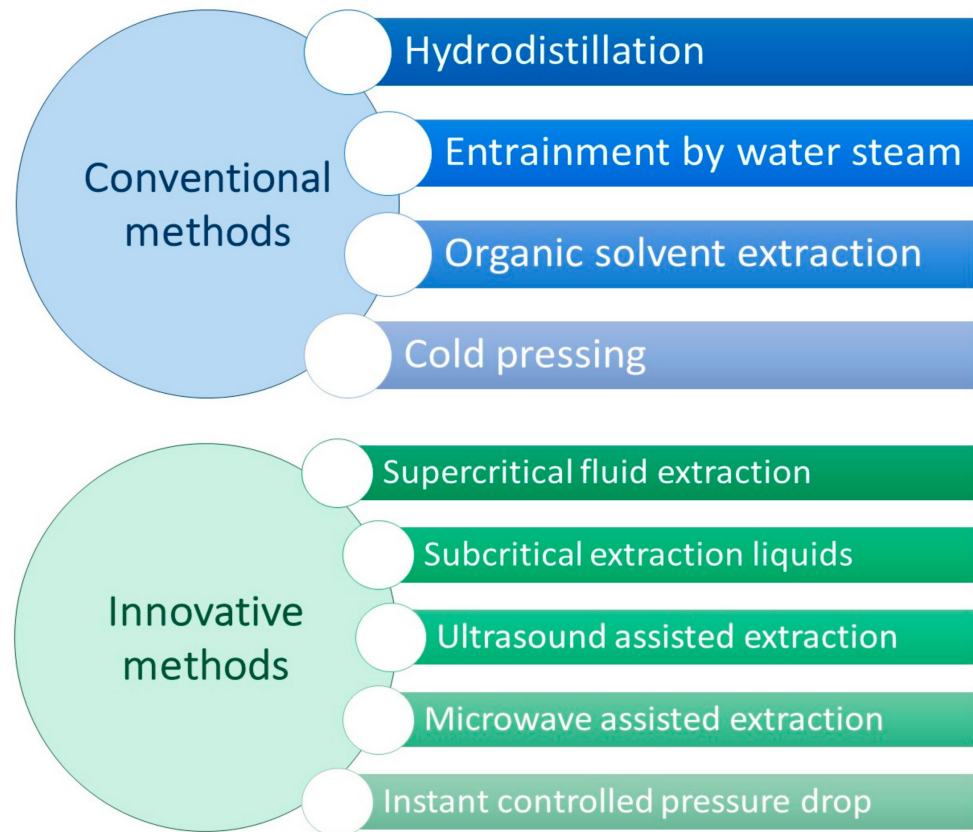 Conventional
methods
Hydrodistillation
Entrainment by water steam
Organic solvent extraction
Cold pressing
Innovative
methods
Supercritical fluid extraction
Subcritical extraction liquids
Ultrasound assisted extraction
Microwave assisted extraction
Instant controlled pressure drop